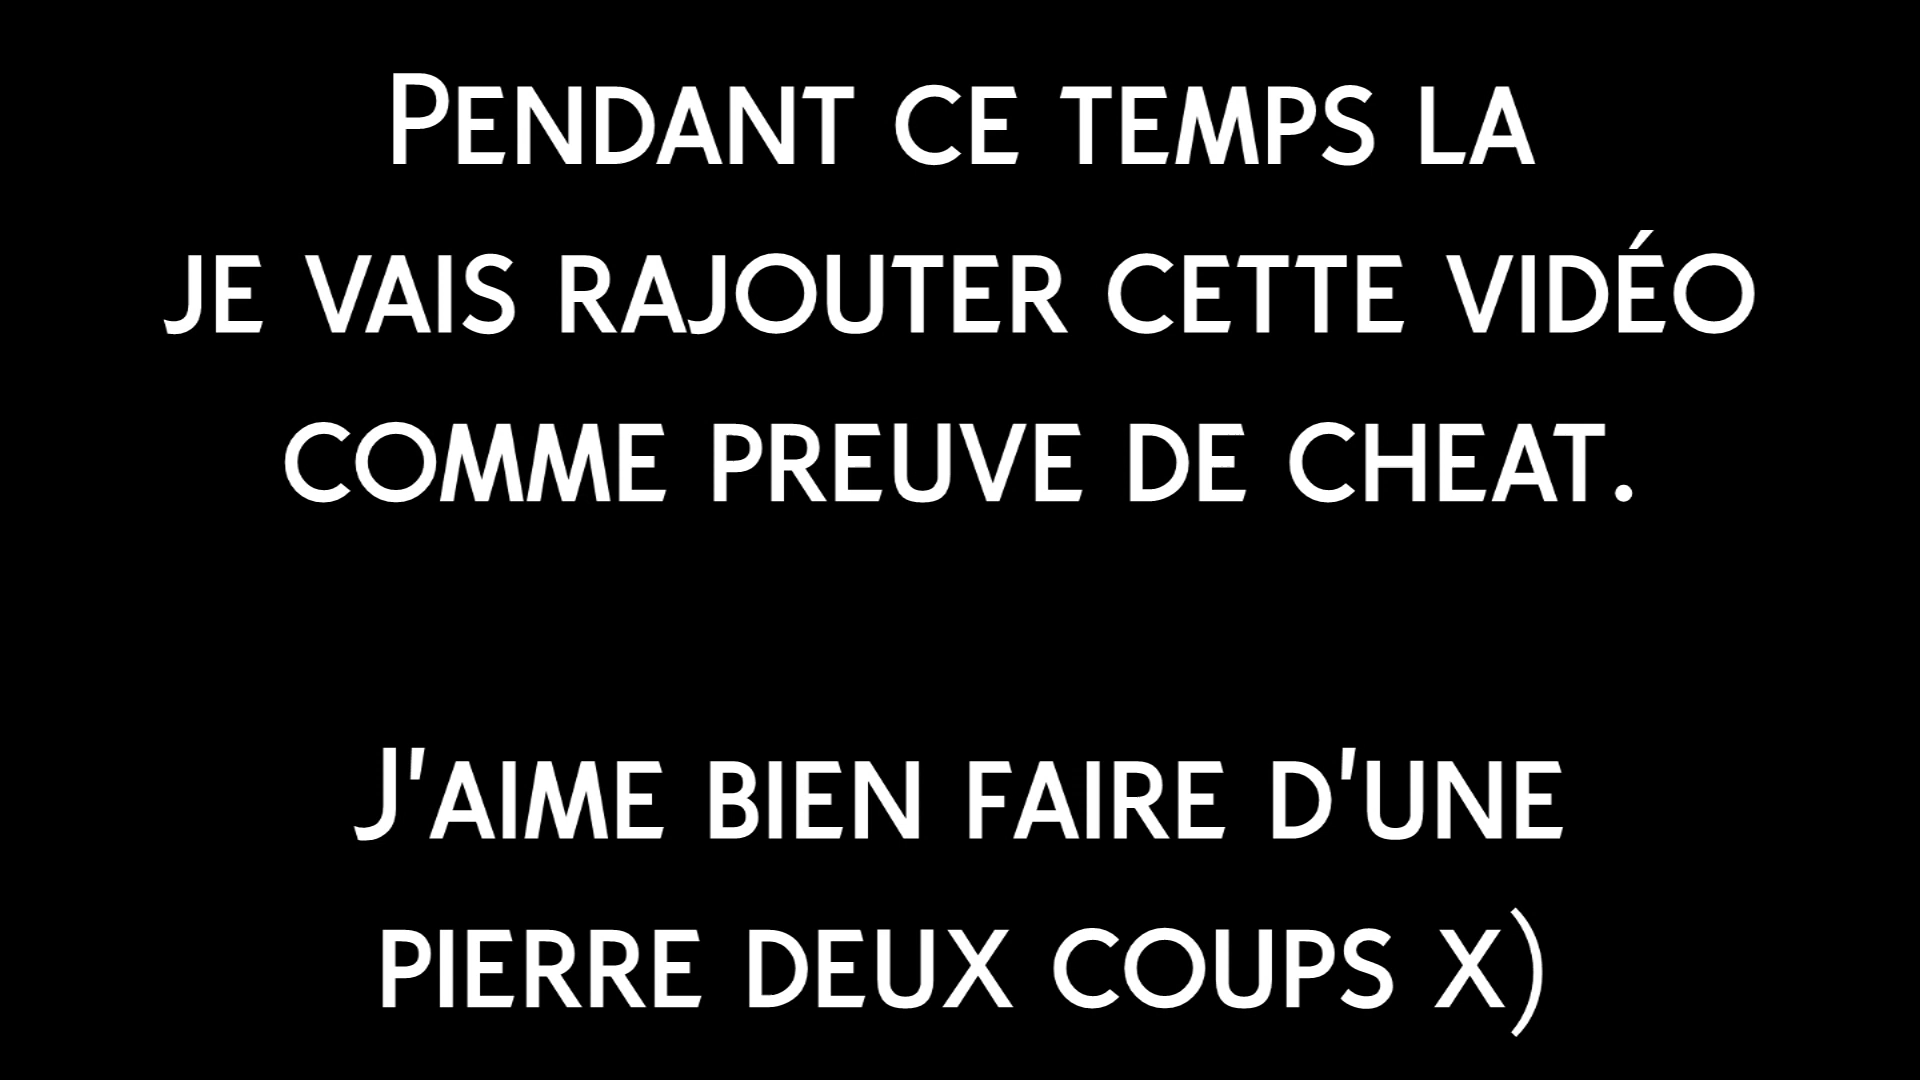 Pendant ce temps la
je vais rajouter cette vidéo
comme preuve de cheat.
J'aime bien faire d'une
pierre deux coups x)